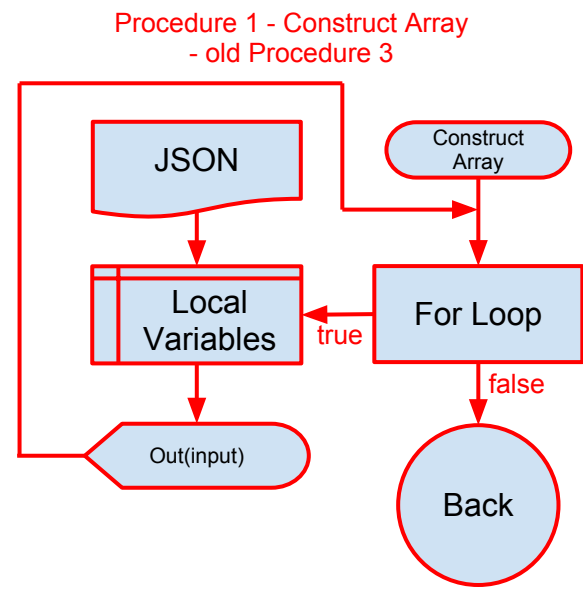 Procedure 1 - Construct Array
- old Procedure 3
JSON
Construct
Array
Local
Variables
true
For Loop
false
Out(input)
Back